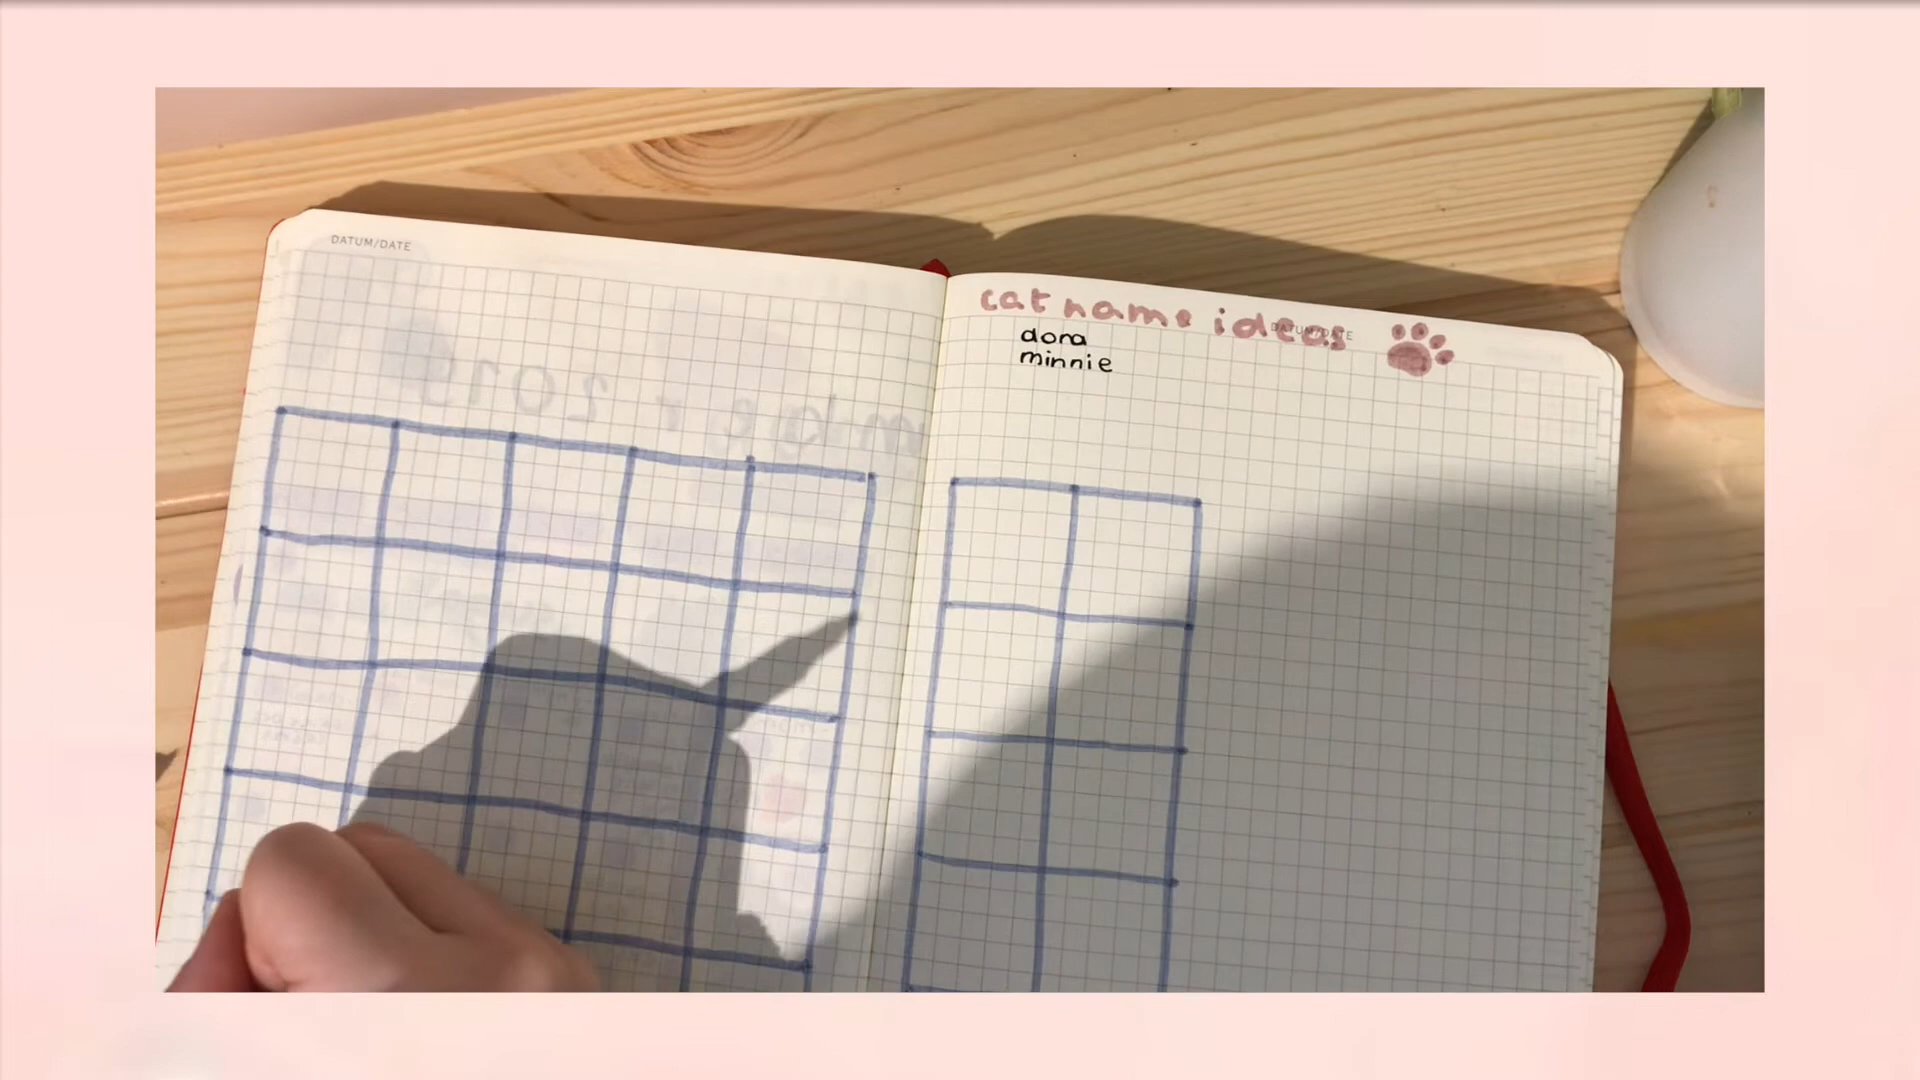 DATUM/DATE
cat name ideas
DATUM/DATE
dora
minnie